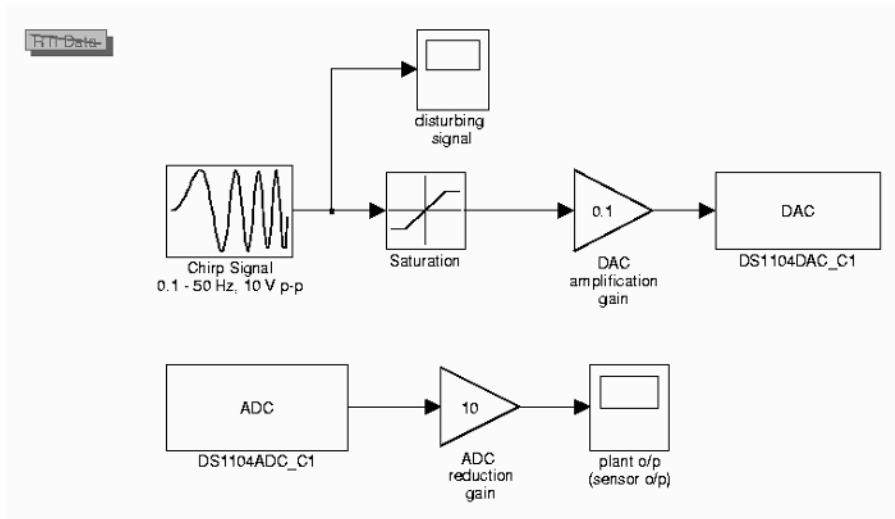 RTI Data
disturbing
signal
0.1
DAC
Chirp Signal
0.1 - 50 Hz, 10 V p-p
Saturation
DAC
amplification
gain
DS1104DAC_C1
ADC
10
DS1104ADC_C1
ADC
reduction
gain
plant o/p
(sensor o/p)